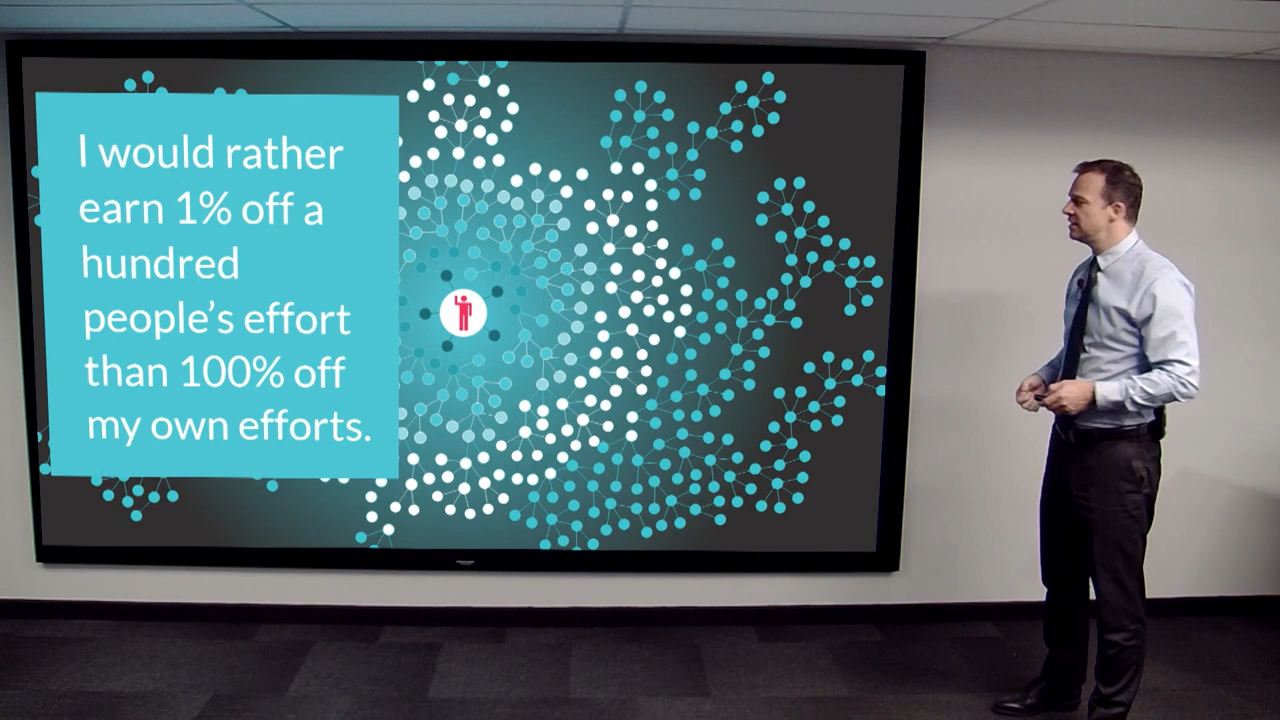 I would rather
earn 1% off a
hundred
people's effort
than 100% off
my own efforts.